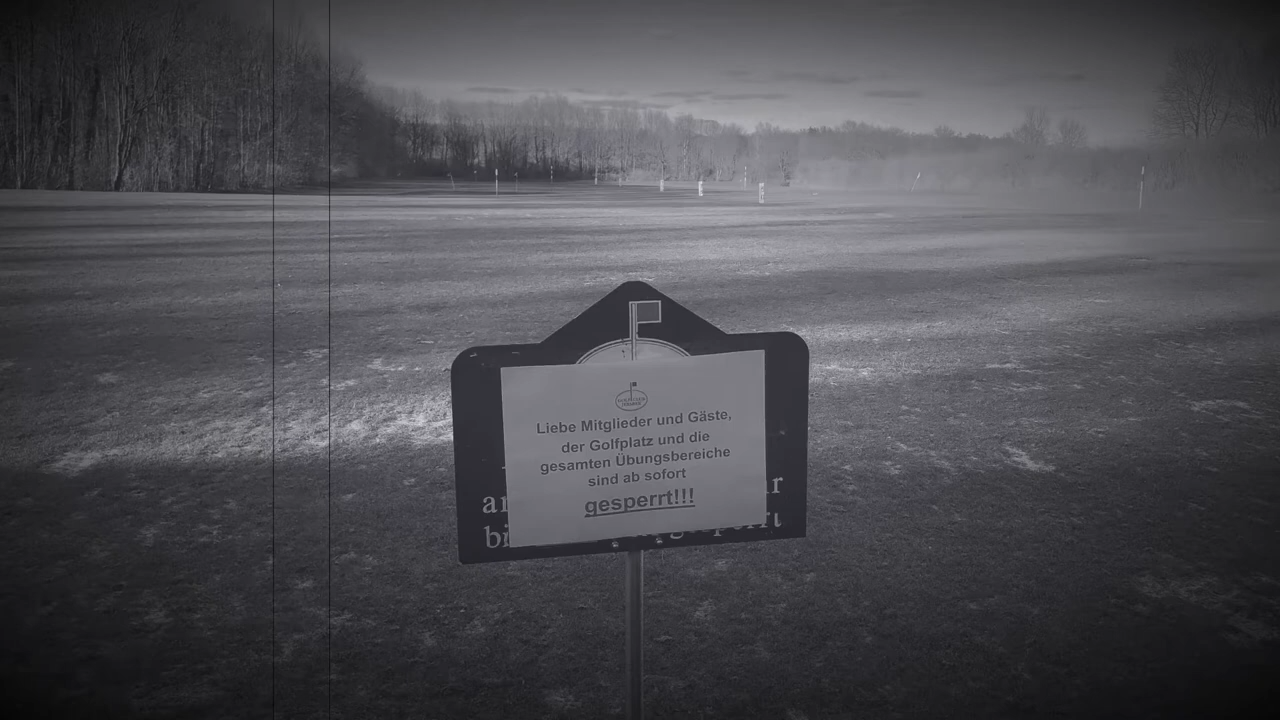 Liebe Mitglieder und Gäste,
der Golfplatz und die
gesamten Übungsbereiche
sind ab sofort
gesperrt!!!